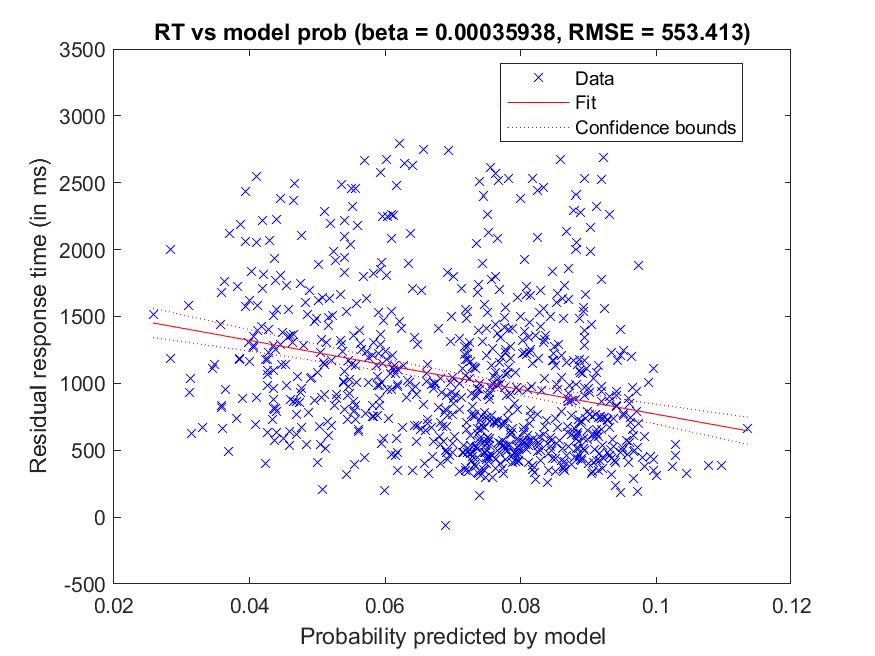 RT vs model prob (beta = 0.00035938, RMSE = 553.413)
3500
3000
2500
2000
1500
1000
500
0
-500
Residual response time (in ms)
Data
Fit
Confidence bounds
0.02
0.04
0.06
0.08
0.1
0.12
Probability predicted by model